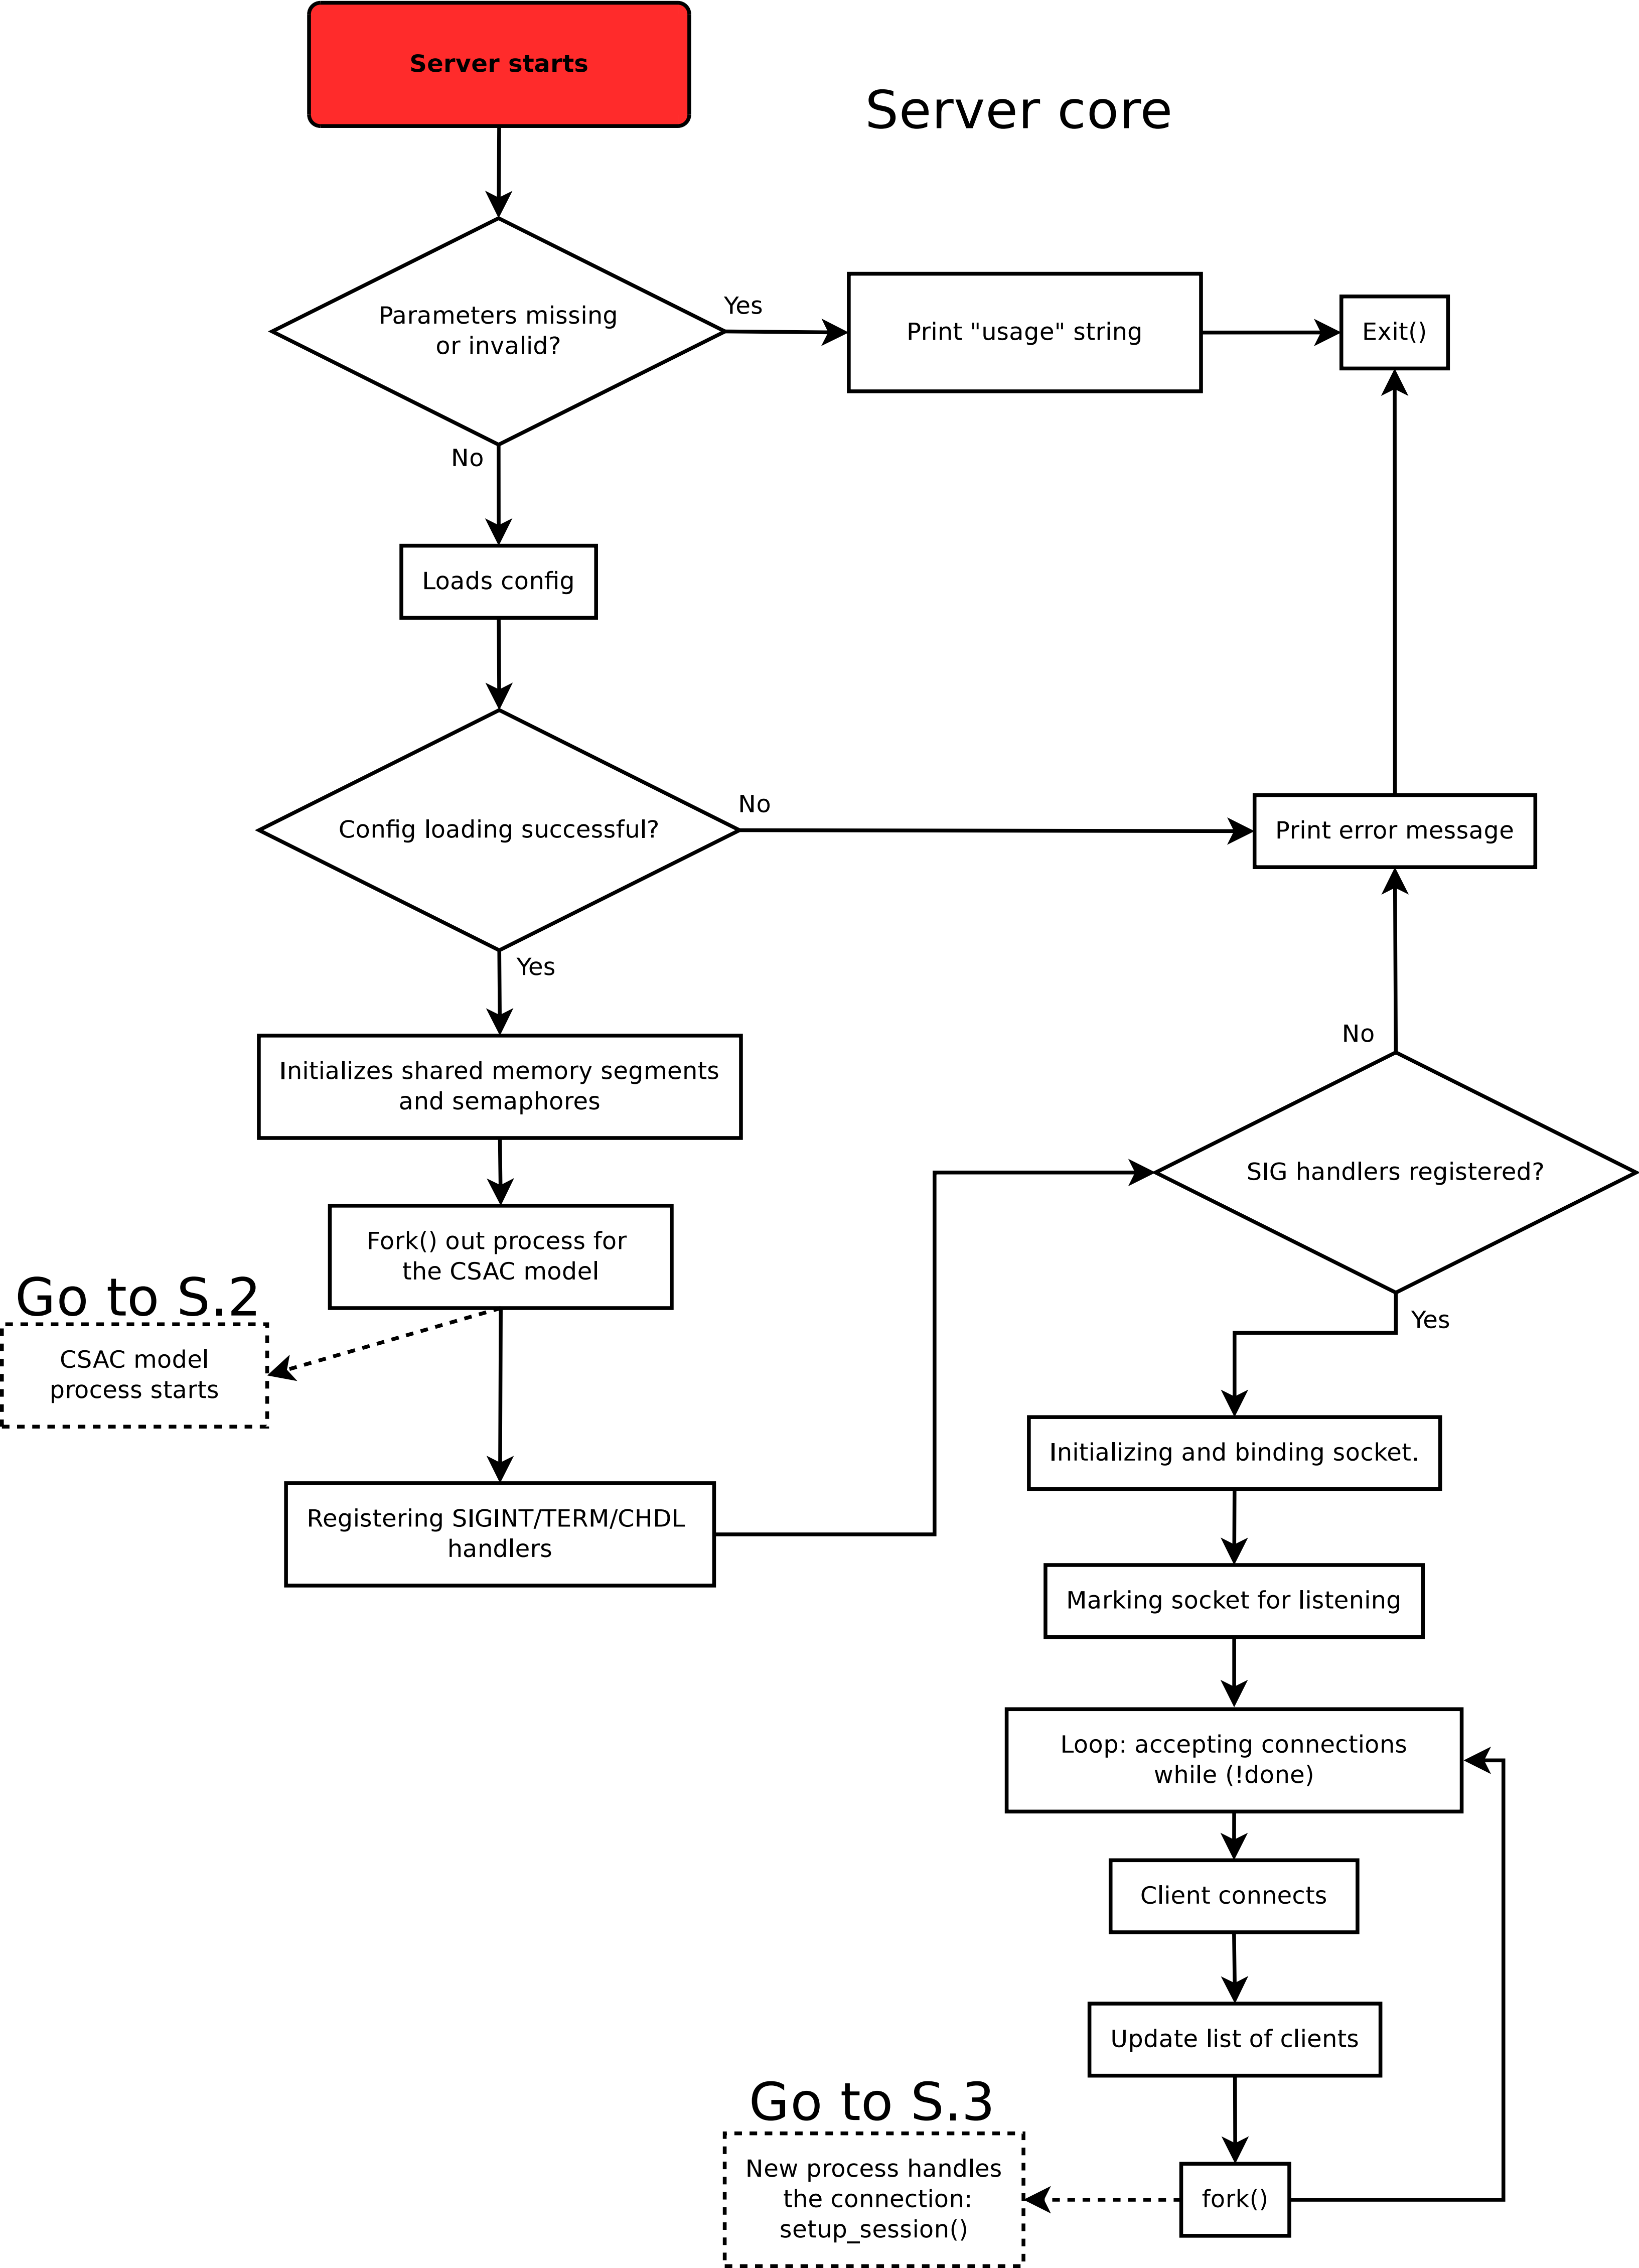 Server starts
Server core
Parameters missing
or invalid?
Yes
Print "usage" string
Exit()
No
Loads config
Config loading successful?
No
Print error message
Yes
Initializes shared memory segments
and semaphores
No
SIG handlers registered?
Fork() out process for
the CSAC model
Go to S.2
CSAC model
process starts
Yes
Initializing and binding socket.
Registering SIGINT/TERM/CHDL
handlers
Marking socket for listening
Loop: accepting connections
while (!done)
Client connects
Update list of clients
Go to S.3
New process handles
the connection:
setup_session()
fork()